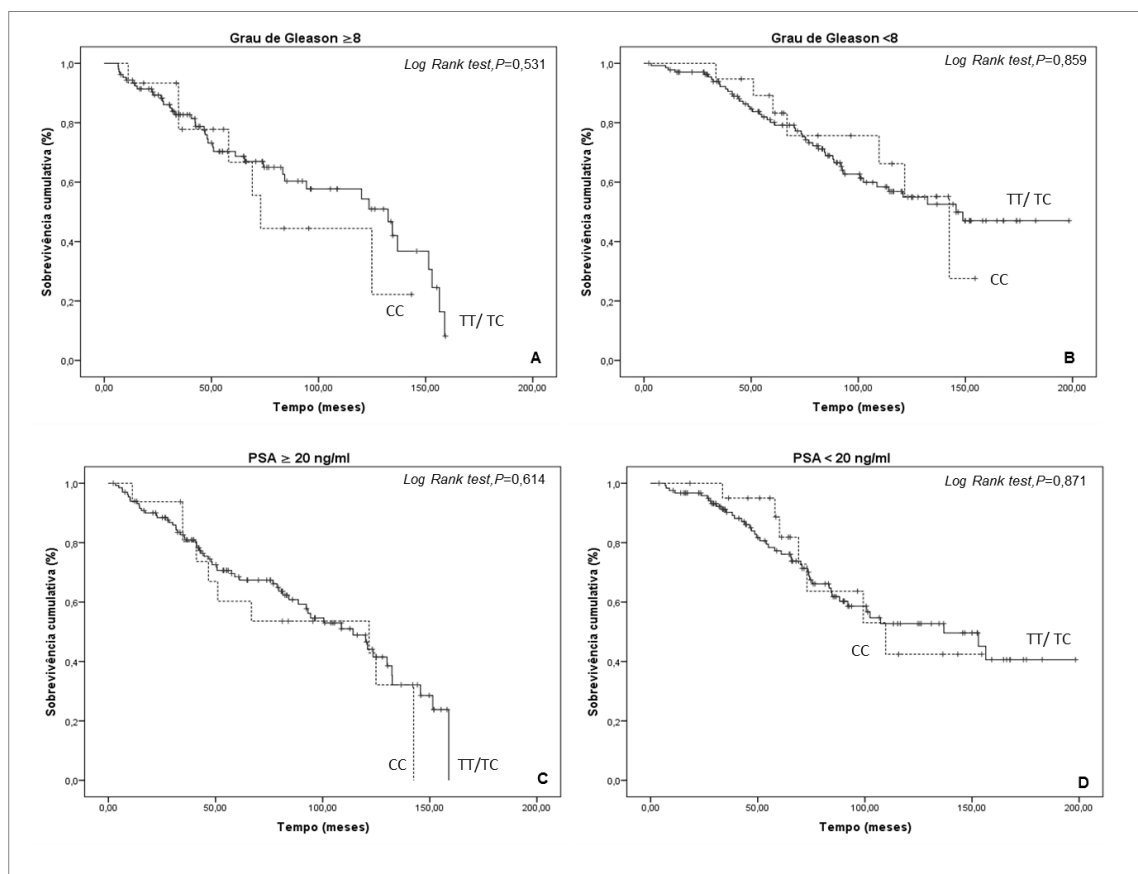 Grau de Gleason ≥8
Log Rank test,P=0,531
Sobrevivência cumulativa (%)
1,0
0,8
0,6
0,4
0,2
0,0
CC
TT/ TC
A
0,00 50,00 100,00 150,00 200,00
Tempo (meses)
Grau de Gleason <8
Log Rank test,P=0,859
Sobrevivência cumulativa (%)
1,0
0,8
0,6
0,4
0,2
0,0
TT/ TC
CC
B
0,00 50,00 100,00 150,00 200,00
Tempo (meses)
PSA ≥ 20 ng/ml
Log Rank test,P=0,614
Sobrevivência cumulativa (%)
1,0
0,8
0,6
0,4
0,2
0,0
CC
TT/TC
C
0,00 50,00 100,00 150,00 200,00
Tempo (meses)
PSA < 20 ng/ml
Log Rank test,P=0,871
Sobrevivência cumulativa (%)
1,0
0,8
0,6
0,4
0,2
0,0
CC
TT/ TC
D
0,00 50,00 100,00 150,00 200,00
Tempo (meses)